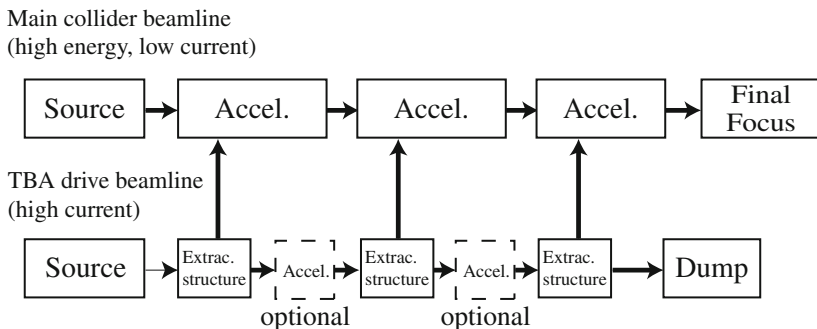 Main collider beamline
(high energy, low current)
Source
Accel.
Accel.
Accel.
Final
Focus
TBA drive beamline
(high current)
Source
Extrac.
structure
Accel.
optional
Extrac.
structure
Accel.
optional
Extrac.
structure
Dump